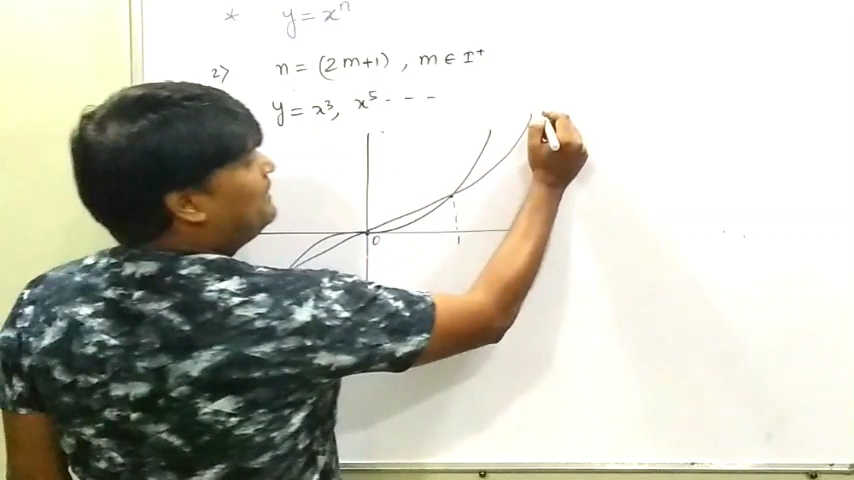 * y = xⁿ
2) n = (2m+1) , m ∈ I⁺
y = x³, x⁵ - - -
0 1